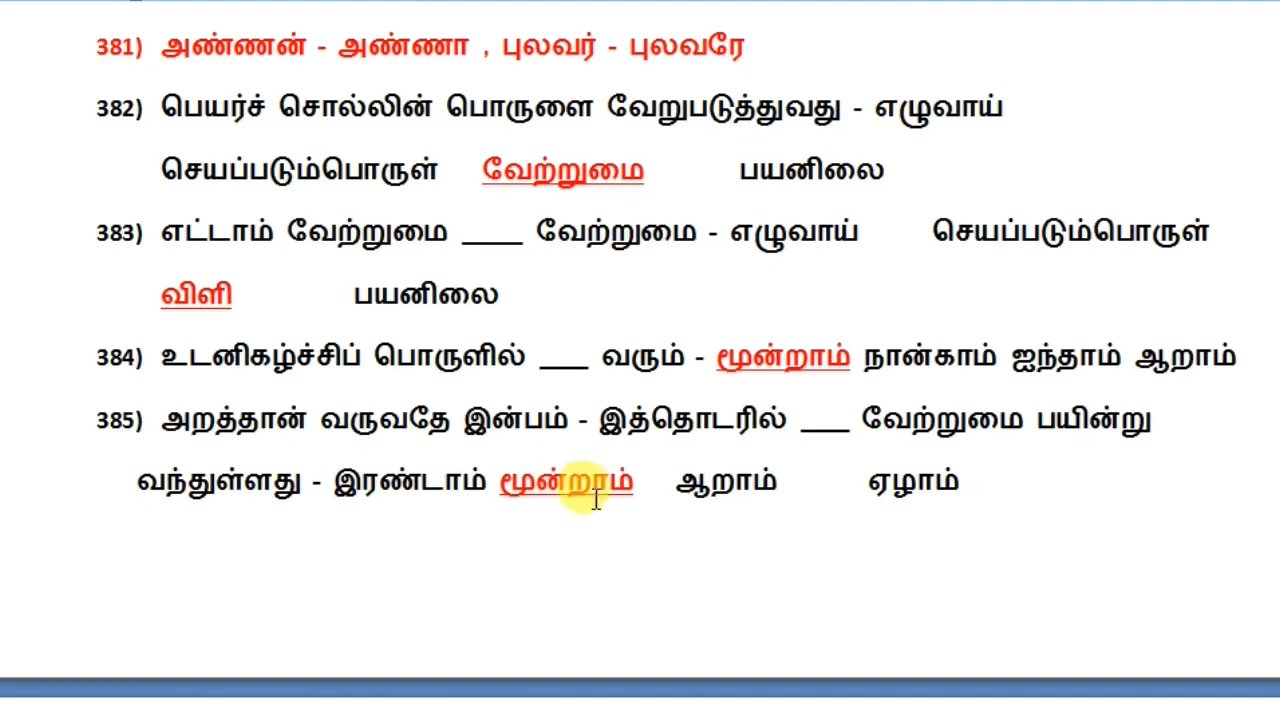 381) அண்ணன் - அண்ணா , புலவர் - புலவரே
382) பெயர்ச் சொல்லின் பொருளை வேறுபடுத்துவது - எழுவாய்
செயப்படும்பொருள் வேற்றுமை பயனிலை
383) எட்டாம் வேற்றுமை ____ வேற்றுமை - எழுவாய் செயப்படும்பொருள்
விளி பயனிலை
384) உடனிகழ்ச்சிப் பொருளில் ___ வரும் - மூன்றாம் நான்காம் ஐந்தாம் ஆறாம்
385) அறத்தான் வருவதே இன்பம் - இத்தொடரில் ___ வேற்றுமை பயின்று
வந்துள்ளது - இரண்டாம் மூன்றாம் ஆறாம் ஏழாம்